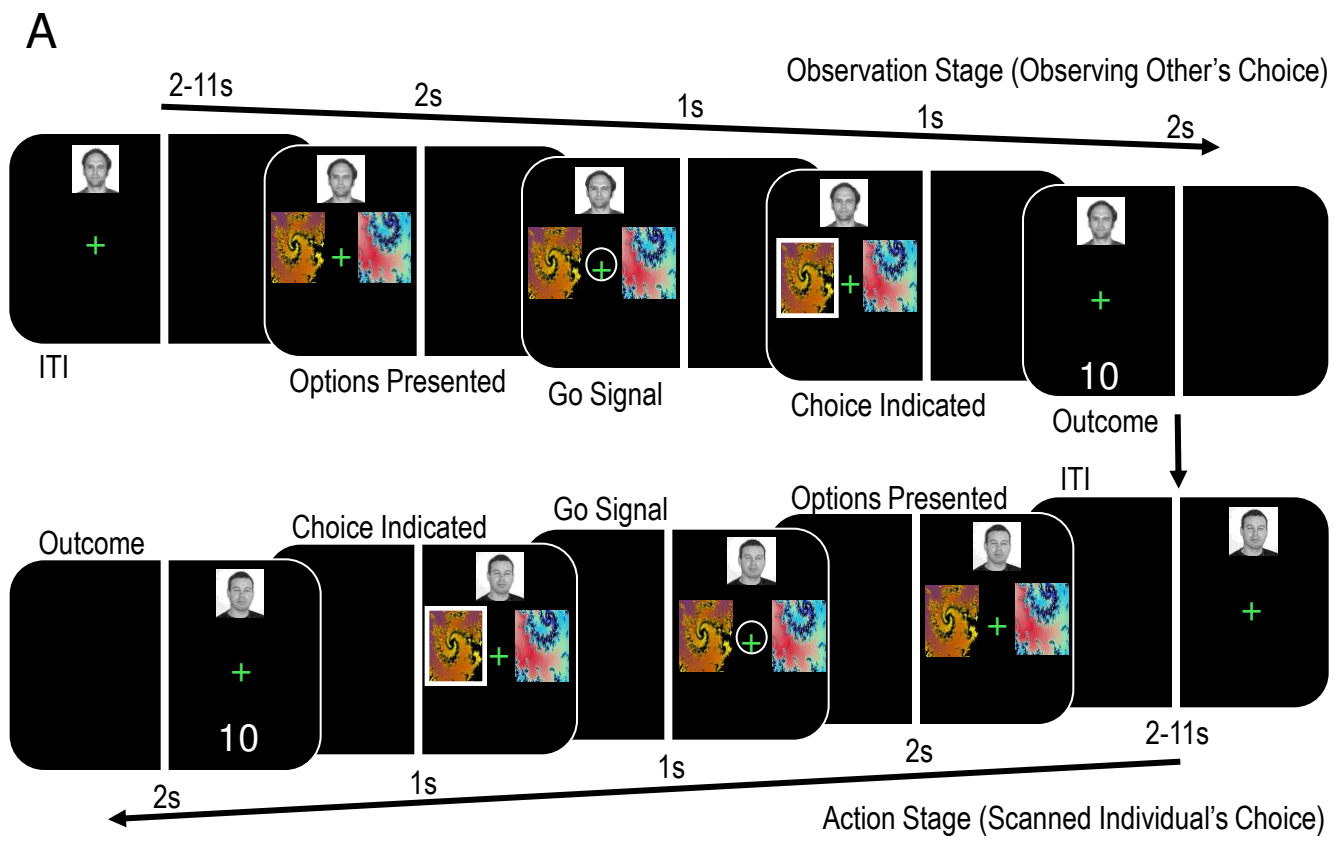 A
Observation Stage (Observing Other's Choice)
2-11s
2s
1s
1s
2s
ITI
Options Presented
Go Signal
Choice Indicated
10
Outcome
ITI
Options Presented
Go Signal
Choice Indicated
Outcome
10
2-11s
2s
1s
1s
2s
Action Stage (Scanned Individual's Choice)